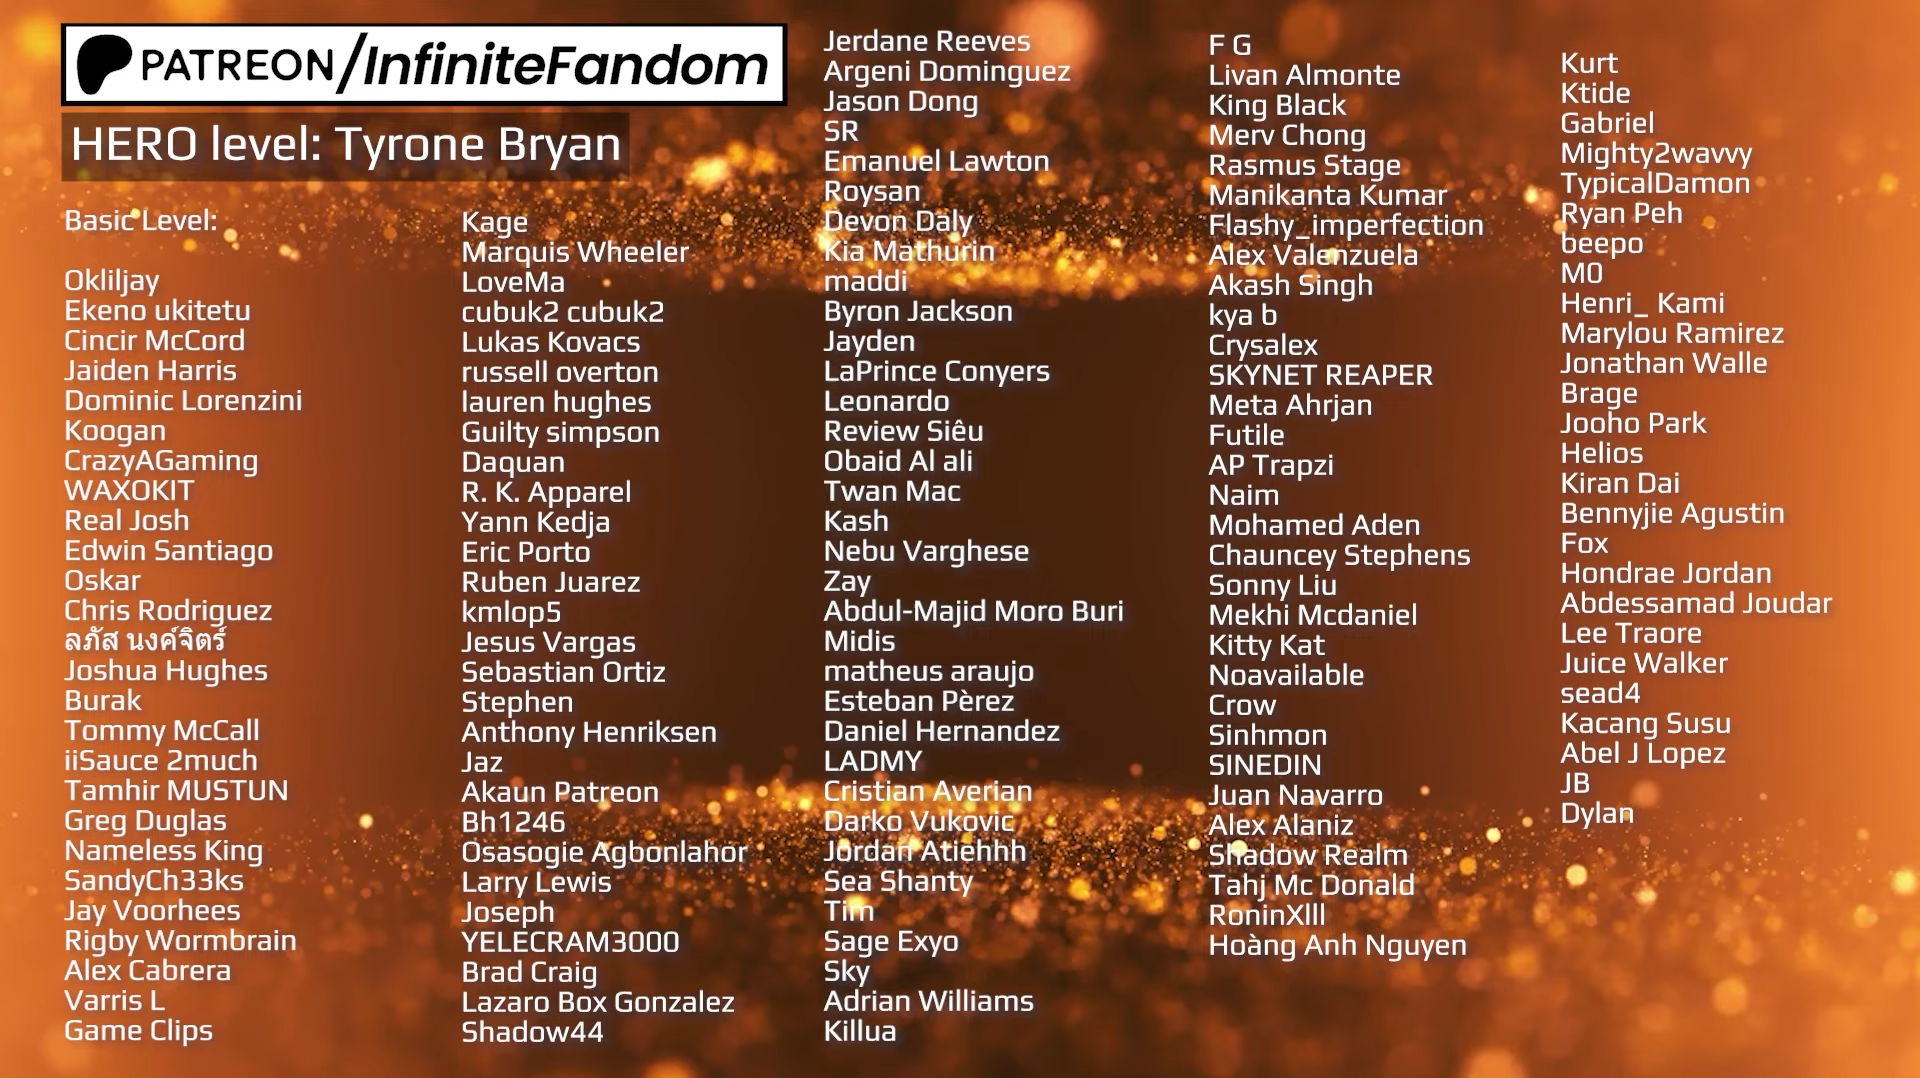 PATREON/InfiniteFandom
HERO level: Tyrone Bryan
Basic Level:
Okliljay
Ekeno ukitetu
Cincir McCord
Jaiden Harris
Dominic Lorenzini
Koogan
CrazyAGaming
WAXOKIT
Real Josh
Edwin Santiago
Oskar
Chris Rodriguez
ลภัส นงค์จิตร์
Joshua Hughes
Burak
Tommy McCall
iiSauce 2much
Tamhir MUSTUN
Greg Duglas
Nameless King
SandyCh33ks
Jay Voorhees
Rigby Wormbrain
Alex Cabrera
Varris L
Game Clips
Kage
Marquis Wheeler
LoveMa
cubuk2 cubuk2
Lukas Kovacs
russell overton
lauren hughes
Guilty simpson
Daquan
R. K. Apparel
Yann Kedja
Eric Porto
Ruben Juarez
kmlop5
Jesus Vargas
Sebastian Ortiz
Stephen
Anthony Henriksen
Jaz
Akaun Patreon
Bh1246
Osasogie Agbonlahor
Larry Lewis
Joseph
YELECRAM3000
Brad Craig
Lazaro Box Gonzalez
Shadow44
Jerdane Reeves
Argeni Dominguez
Jason Dong
SR
Emanuel Lawton
Roysan
Devon Daly
Kia Mathurin
maddi
Byron Jackson
Jayden
LaPrince Conyers
Leonardo
Review Siêu
Obaid Al ali
Twan Mac
Kash
Nebu Varghese
Zay
Abdul-Majid Moro Buri
Midis
matheus araujo
Esteban Pèrez
Daniel Hernandez
LADMY
Cristian Averian
Darko Vukovic
Jordan Atiehhh
Sea Shanty
Tim
Sage Exyo
Sky
Adrian Williams
Killua
F G
Livan Almonte
King Black
Merv Chong
Rasmus Stage
Manikanta Kumar
Flashy_imperfection
Alex Valenzuela
Akash Singh
kya b
Crysalex
SKYNET REAPER
Meta Ahrjan
Futile
AP Trapzi
Naim
Mohamed Aden
Chauncey Stephens
Sonny Liu
Mekhi Mcdaniel
Kitty Kat
Noavailable
Crow
Sinhmon
SINEDIN
Juan Navarro
Alex Alaniz
Shadow Realm
Tahj Mc Donald
RoninXlll
Hoàng Anh Nguyen
Kurt
Ktide
Gabriel
Mighty2wavvy
TypicalDamon
Ryan Peh
beepo
M0
Henri_ Kami
Marylou Ramirez
Jonathan Walle
Brage
Jooho Park
Helios
Kiran Dai
Bennyjie Agustin
Fox
Hondrae Jordan
Abdessamad Joudar
Lee Traore
Juice Walker
sead4
Kacang Susu
Abel J Lopez
JB
Dylan